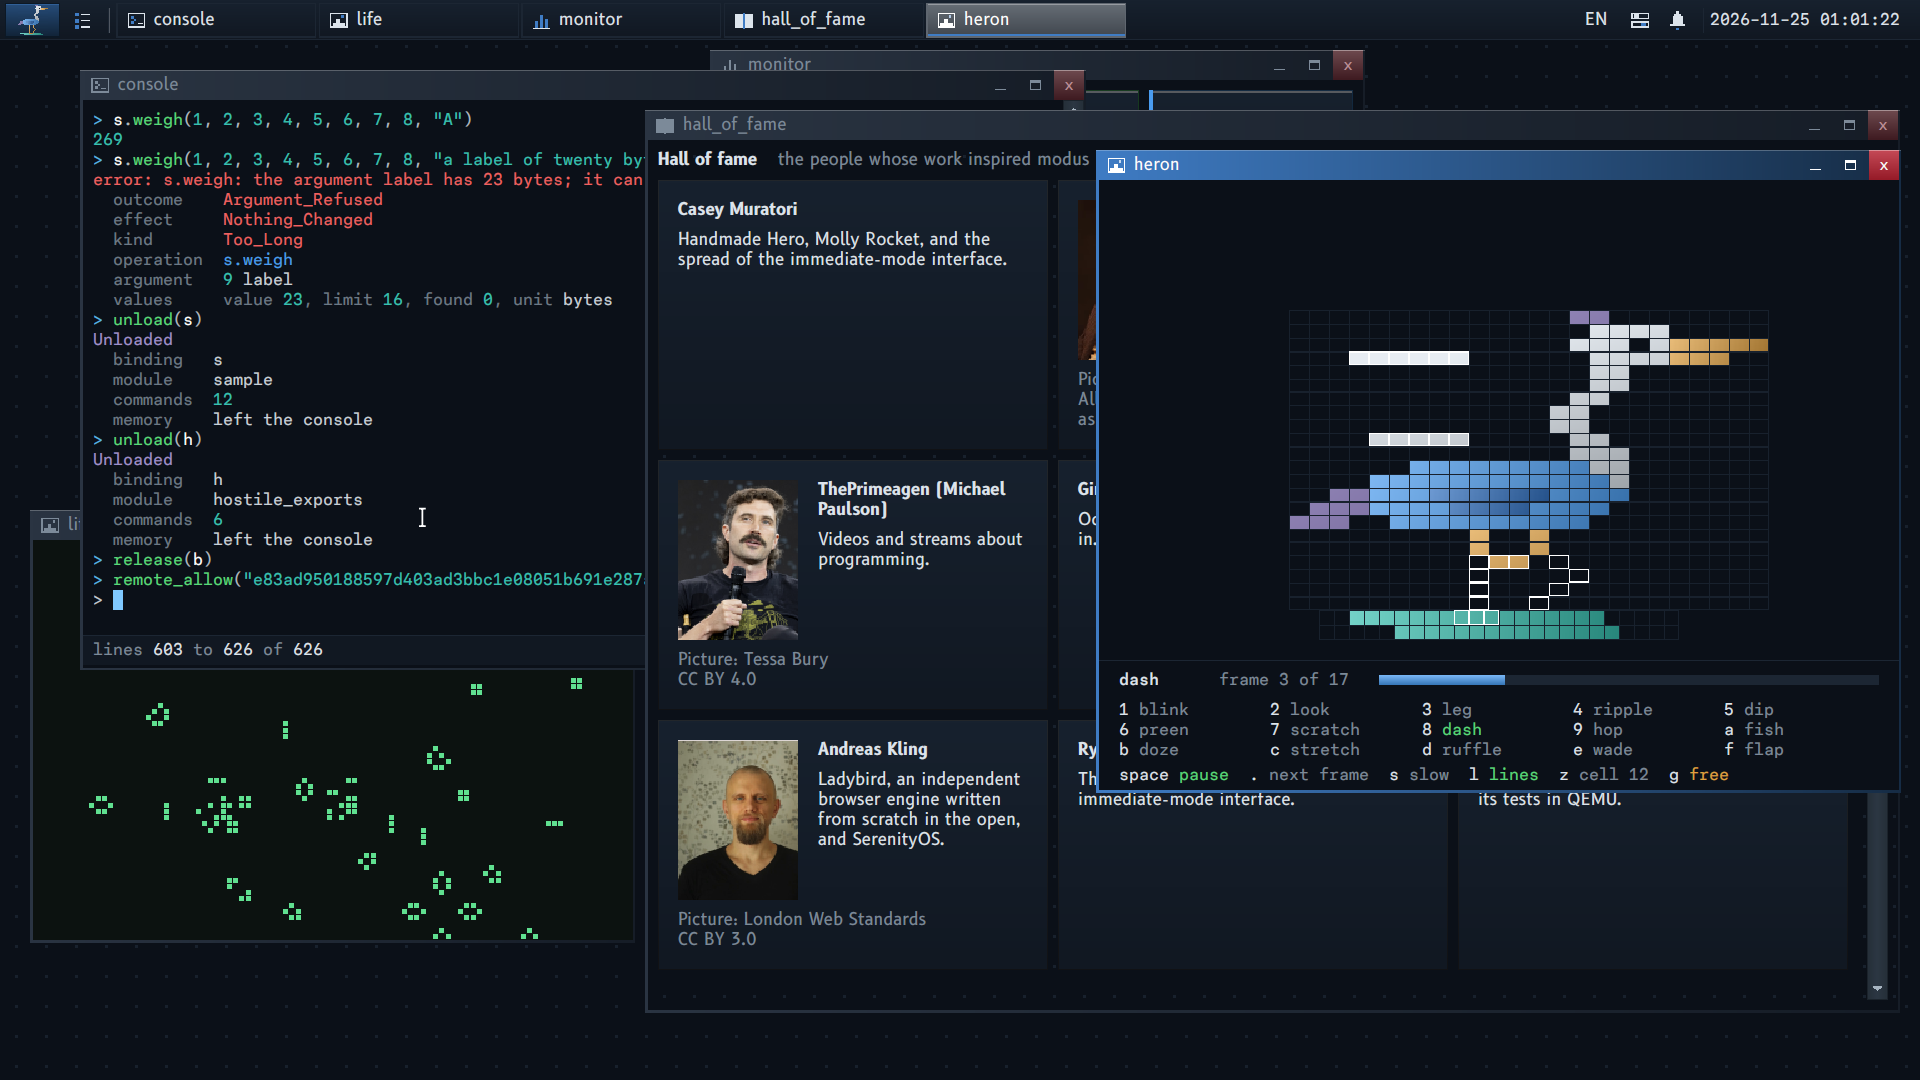 console
life
monitor
hall_of_fame
heron
EN
2026-11-25 01:01:22
monitor
console
> s.weigh(1, 2, 3, 4, 5, 6, 7, 8, "A")
269
> s.weigh(1, 2, 3, 4, 5, 6, 7, 8, "a label of twenty by
error: s.weigh: the argument label has 23 bytes; it can
outcome Argument_Refused
effect Nothing_Changed
kind Too_Long
operation s.weigh
argument 9 label
values value 23, limit 16, found 0, unit bytes
> unload(s)
Unloaded
binding s
module sample
commands 12
memory left the console
> unload(h)
Unloaded
binding h
module hostile_exports
commands 6
memory left the console
> release(b)
> remote_allow("e83ad950188597d403ad3bbc1e08051b691e287
>
lines 603 to 626 of 626
li
hall_of_fame
Hall of fame the people whose work inspired modus
Casey Muratori
Handmade Hero, Molly Rocket, and the
spread of the immediate-mode interface.
Pic
Al
as
ThePrimeagen (Michael
Paulson)
Videos and streams about
programming.
Picture: Tessa Bury
CC BY 4.0
Gi
in.
Andreas Kling
Ladybird, an independent
browser engine written
from scratch in the open,
and SerenityOS.
Picture: London Web Standards
CC BY 3.0
Ry
Th
immediate-mode interface.
its tests in QEMU.
heron
dash frame 3 of 17
1 blink 2 look 3 leg 4 ripple 5 dip
6 preen 7 scratch 8 dash 9 hop a fish
b doze c stretch d ruffle e wade f flap
space pause . next frame s slow l lines z cell 12 g free